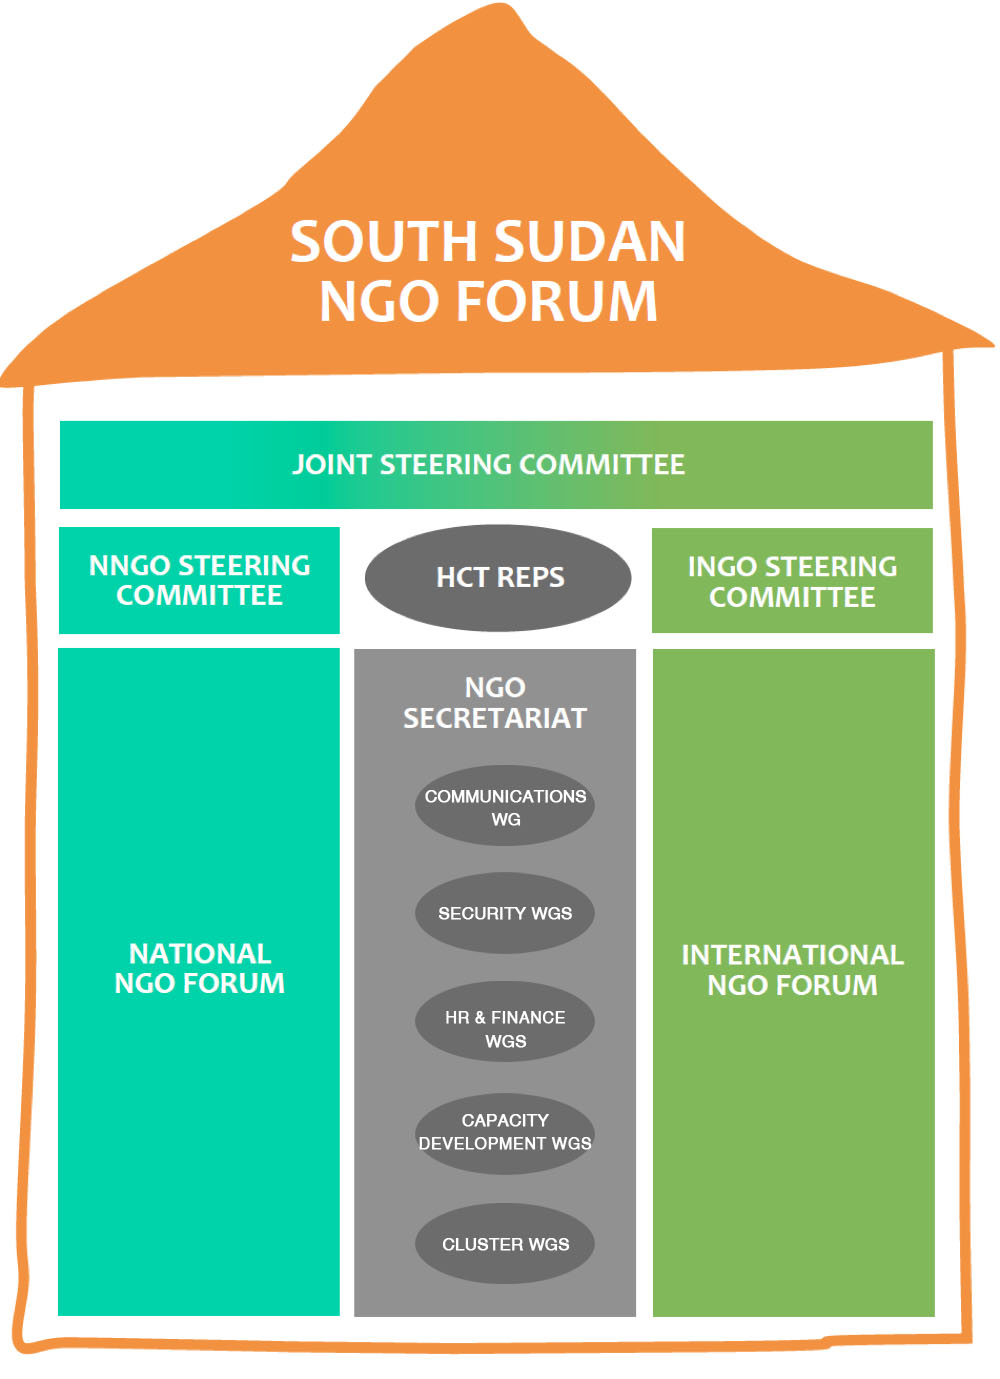 SOUTH SUDAN
NGO FORUM
JOINT STEERING COMMITTEE
NNGO STEERING
COMMITTEE
HCT REPS
INGO STEERING
COMMITTEE
NGO
SECRETARIAT
COMMUNICATIONS
WG
SECURITY WGS
HR & FINANCE
WGS
CAPACITY
DEVELOPMENT WGS
CLUSTER WGS
NATIONAL
NGO FORUM
INTERNATIONAL
NGO FORUM